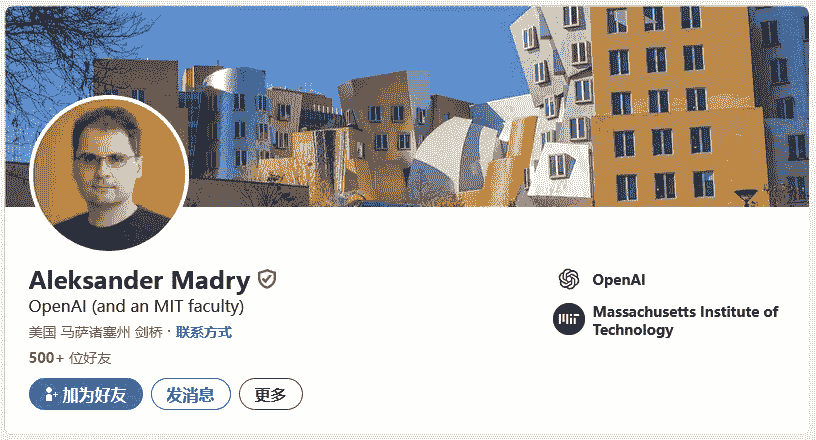 Aleksander Madry
OpenAI (and an MIT faculty)
美国 马萨诸塞州 剑桥 · 联系方式
500+ 位好友
加为好友 发消息 更多
OpenAI
MIT
Massachusetts Institute of
Technology